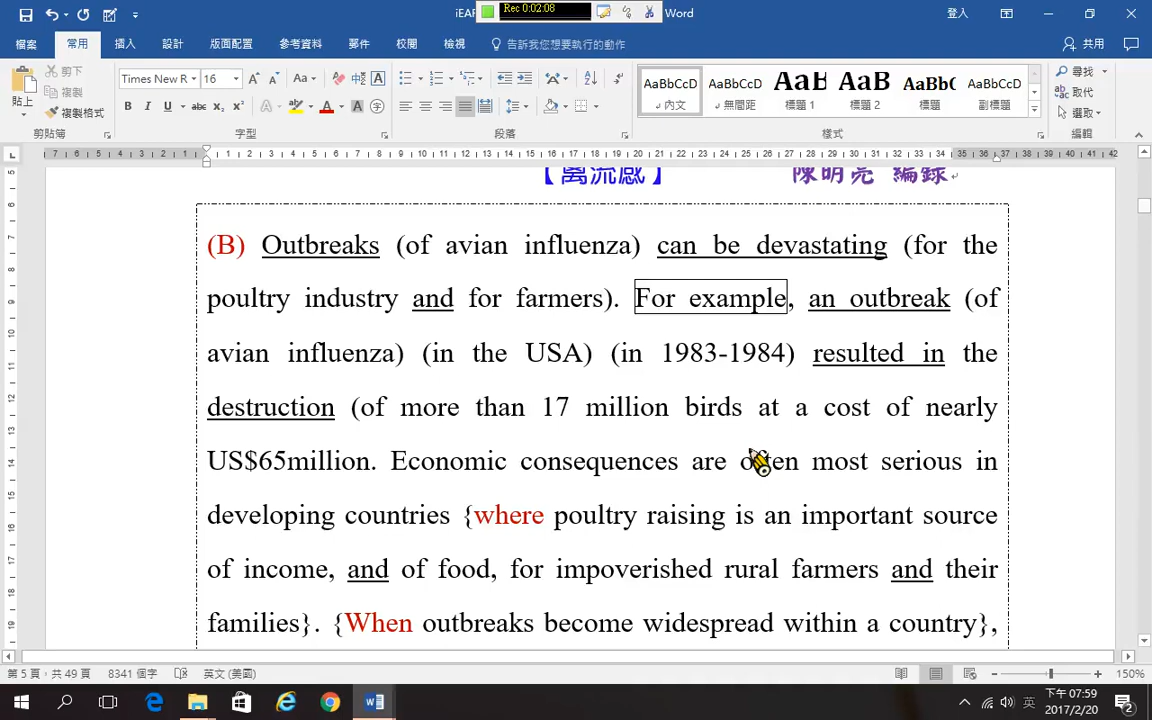 iEAF
Rec 0:02:08
Word
登入
檔案
常用
插入
設計
版面配置
參考資料
郵件
校閱
檢視
告訴我您想要執行的動作
共用
貼上
剪下
複製
複製格式
剪貼簿
Times New R
16
字型
段落
AaBbCcD
內文
AaBbCcD
無間距
AaB
標題 1
AaB
標題 2
AaBbC
標題
AaBbCcD
副標題
樣式
尋找
取代
選取
編輯
【禽流感】 陳明亮 編錄
(B) Outbreaks (of avian influenza) can be devastating (for the
poultry industry and for farmers). For example, an outbreak (of
avian influenza) (in the USA) (in 1983-1984) resulted in the
destruction (of more than 17 million birds at a cost of nearly
US$65million. Economic consequences are often most serious in
developing countries {where poultry raising is an important source
of income, and of food, for impoverished rural farmers and their
families}. {When outbreaks become widespread within a country},
第 5 頁，共 49 頁
8341 個字
英文 (美國)
150%
英
下午 07:59
2017/2/20
2